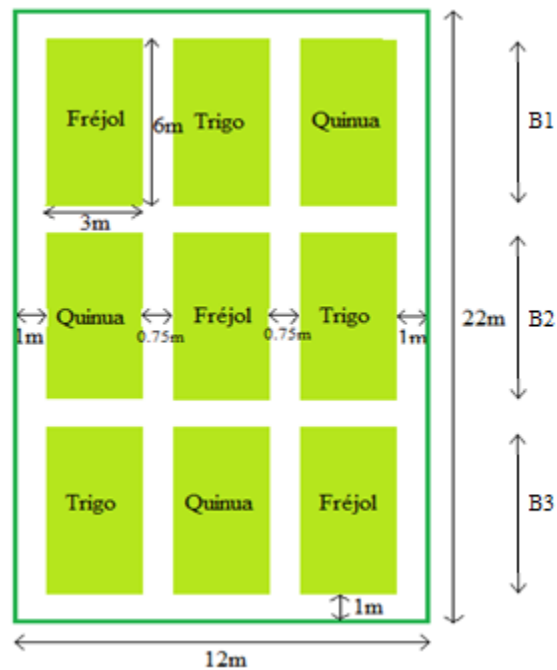 Fréjol
6m
Trigo
Quinua
B1
3m
Quinua
Fréjol
Trigo
22m
B2
1m
0.75m
0.75m
1m
Trigo
Quinua
Fréjol
B3
1m
12m